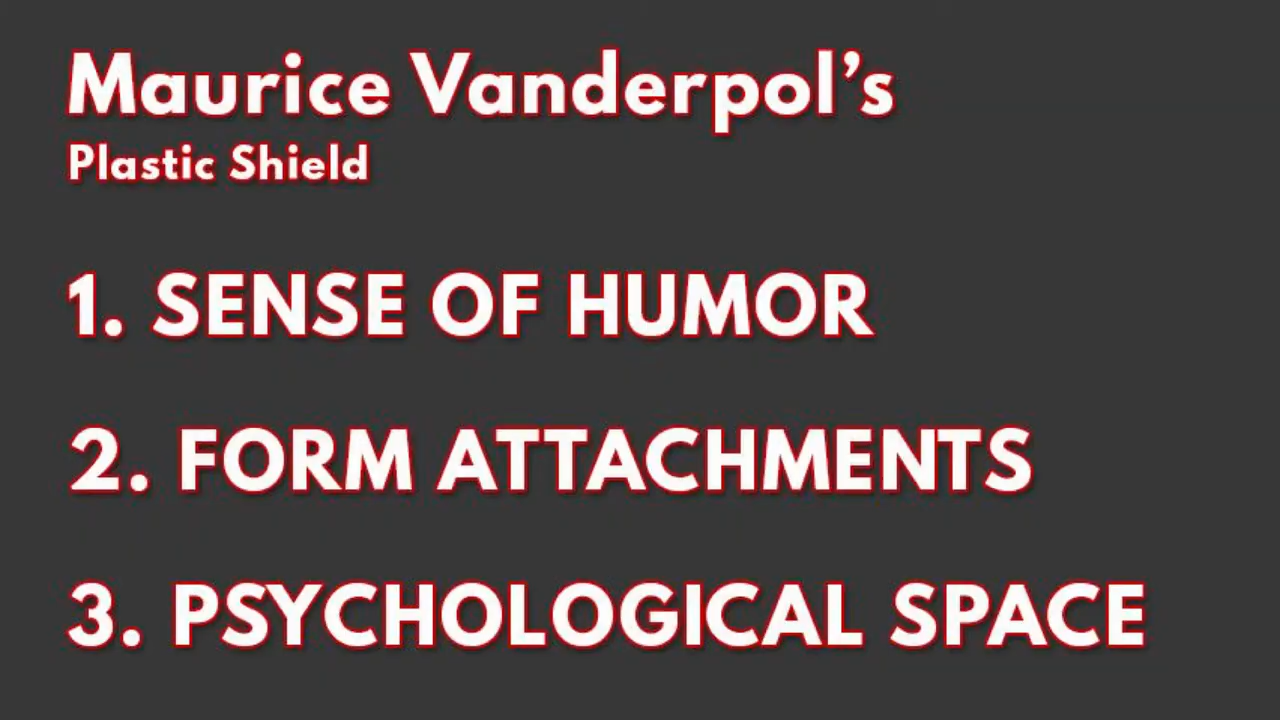 Maurice Vanderpol’s
Plastic Shield
1. SENSE OF HUMOR
2. FORM ATTACHMENTS
3. PSYCHOLOGICAL SPACE